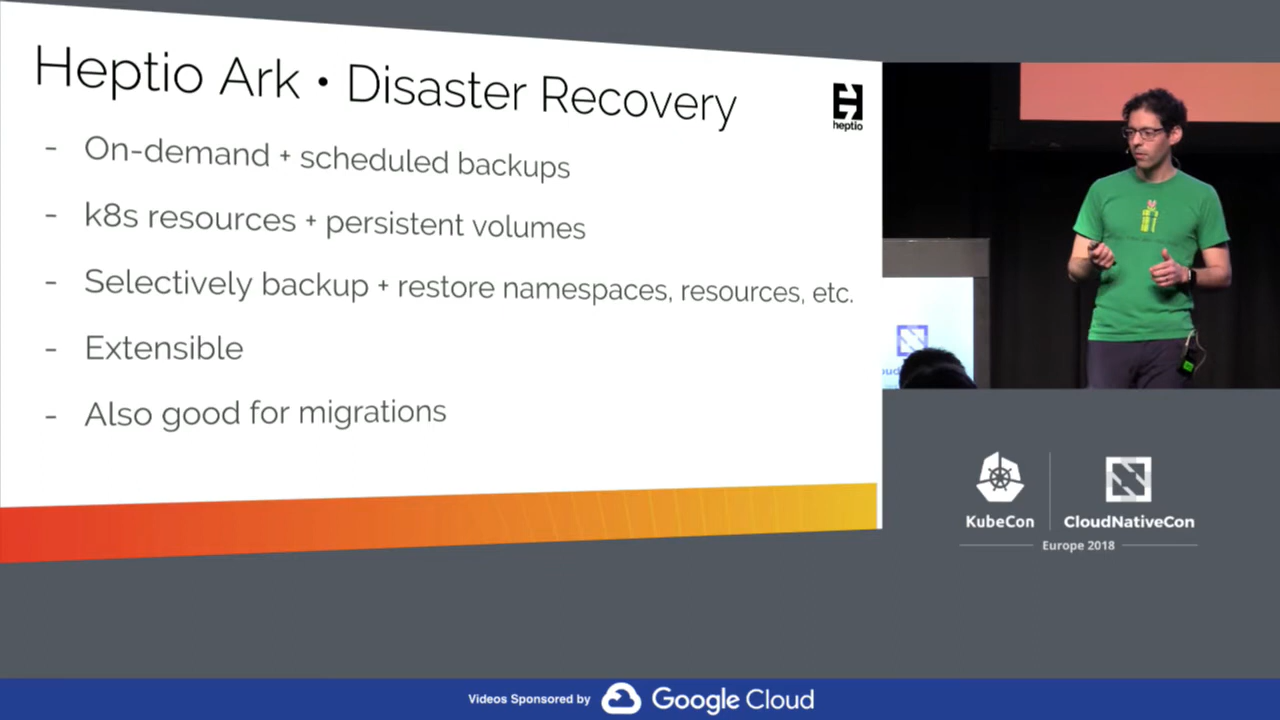 Heptio Ark • Disaster Recovery
heptio
- On-demand + scheduled backups
- k8s resources + persistent volumes
- Selectively backup + restore namespaces, resources, etc.
- Extensible
- Also good for migrations
KubeCon
CloudNativeCon
Europe 2018
Videos Sponsored by Google Cloud